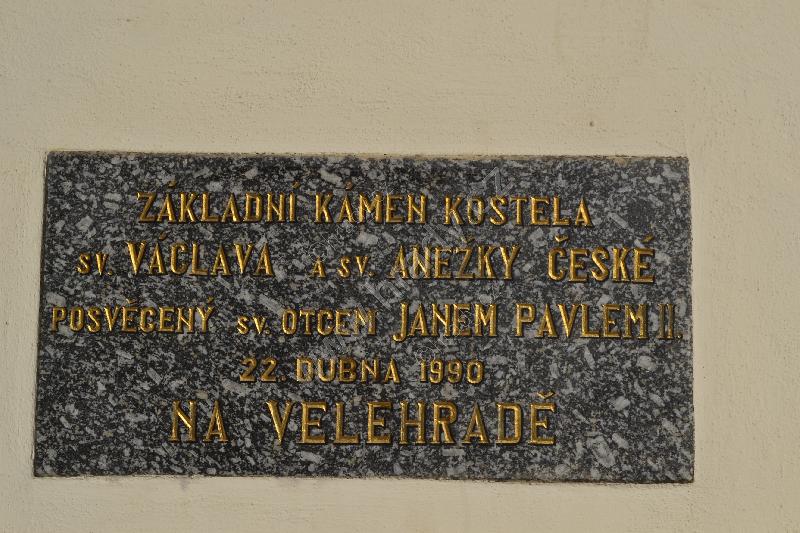 ZÁKLADNÍ KÁMEN KOSTELA
SV. VÁCLAVA A SV. ANEŽKY ČESKÉ
POSVĚCENÝ SV. OTCEM JANEM PAVLEM II.
22. DUBNA 1990
NA VELEHRADĚ